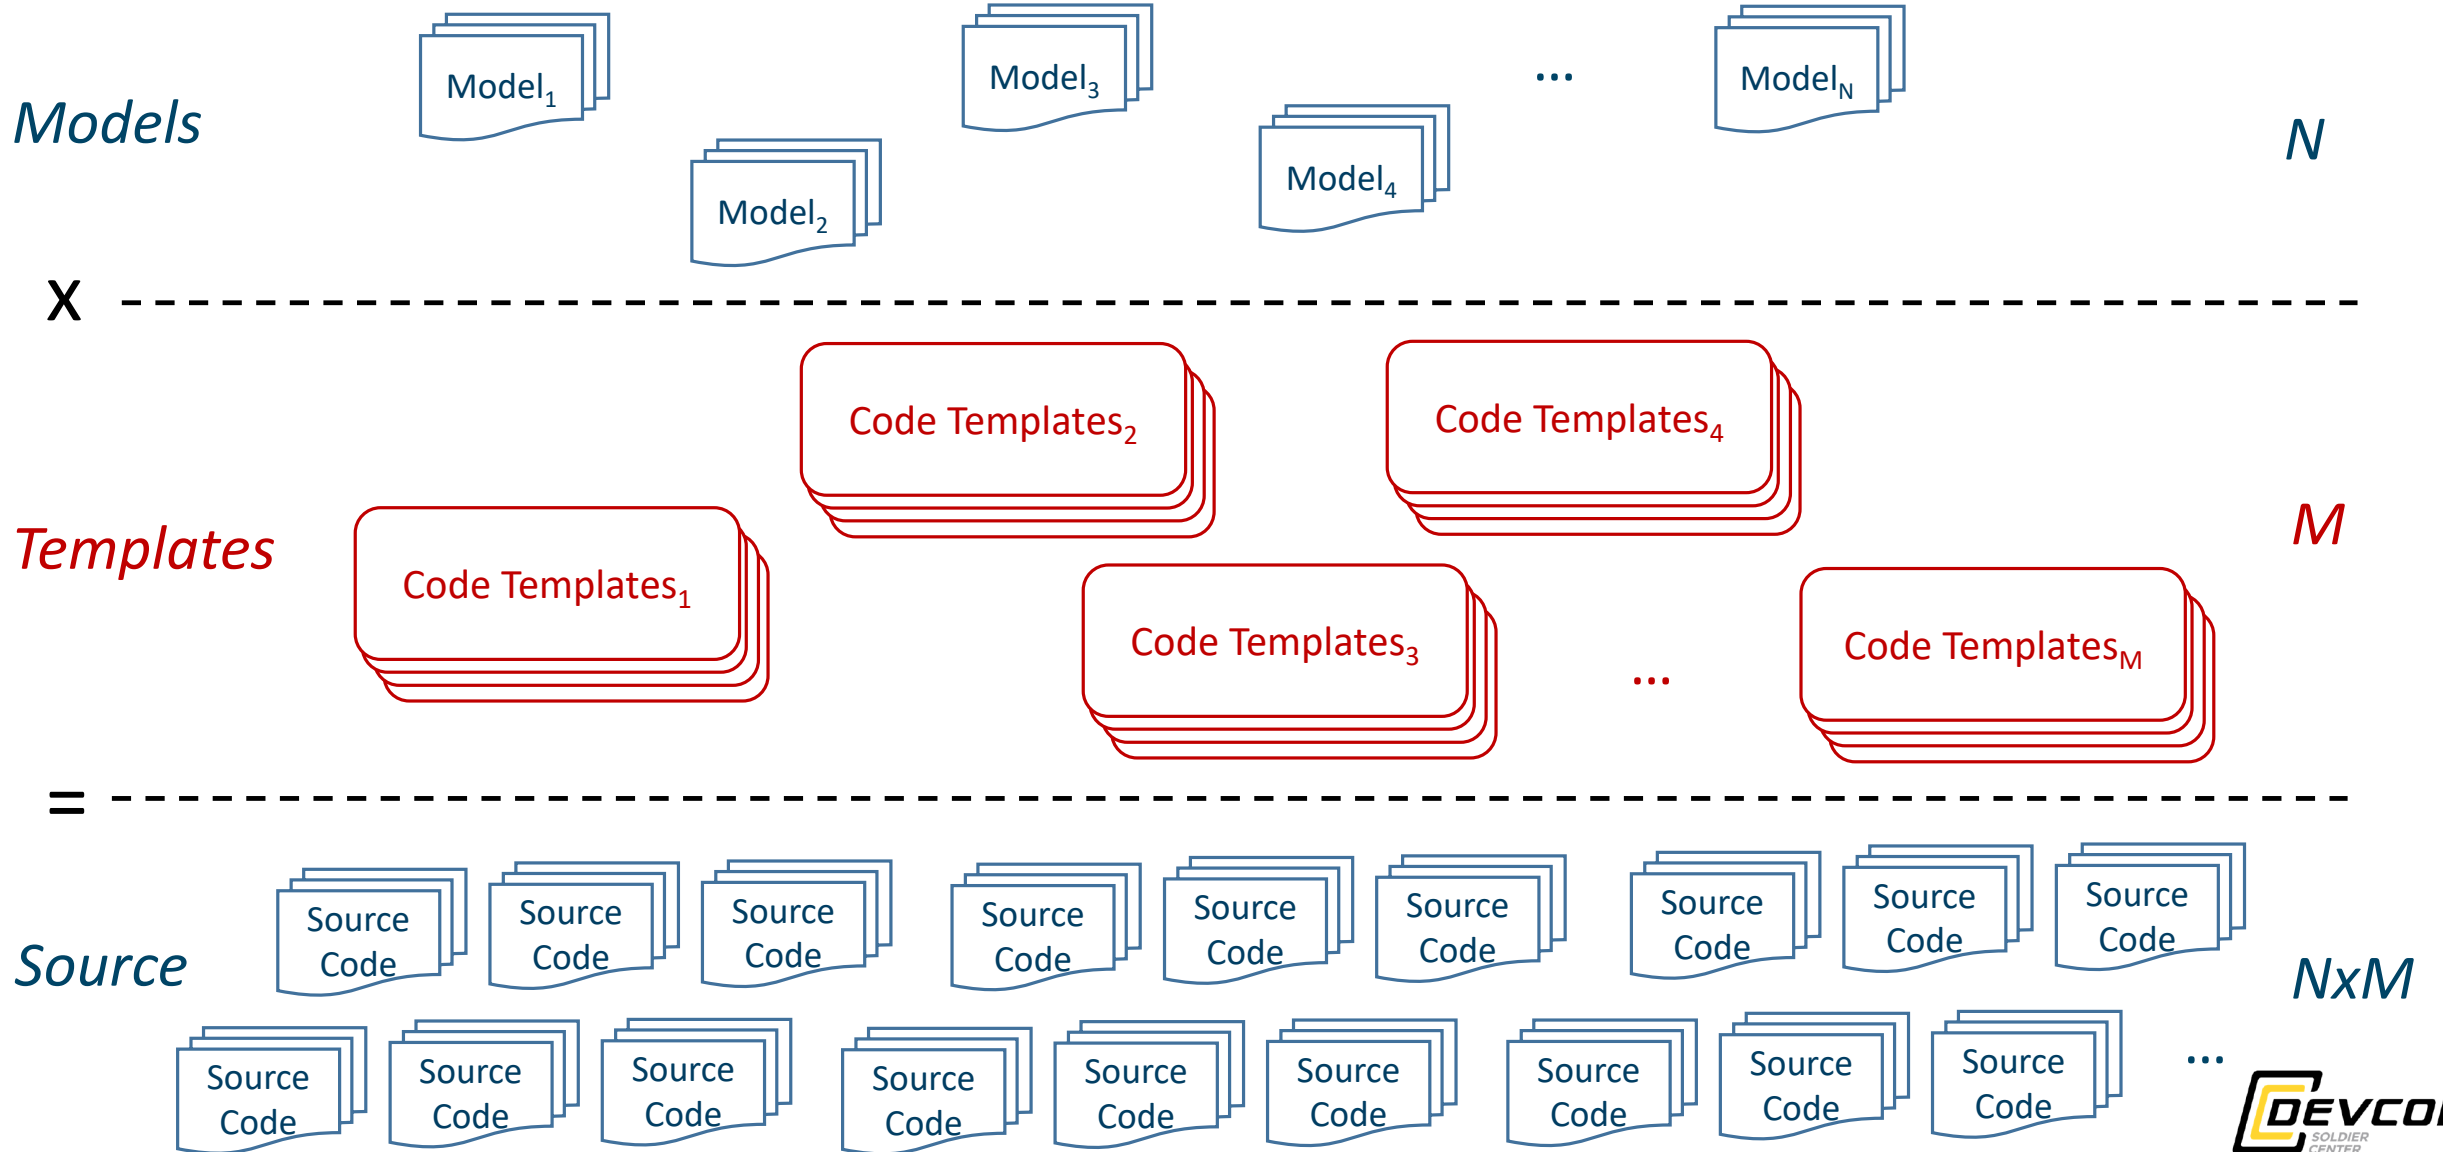 Models
Model1
Model2
Model3
Model4
...
ModelN
N
x
Templates
Code Templates1
Code Templates2
Code Templates3
Code Templates4
...
Code TemplatesM
M
=
Source
Source
Code
Source
Code
Source
Code
Source
Code
Source
Code
Source
Code
Source
Code
Source
Code
Source
Code
NxM
Source
Code
Source
Code
Source
Code
Source
Code
Source
Code
Source
Code
Source
Code
Source
Code
Source
Code
...
DEVCO
SOLDIER
CENTER